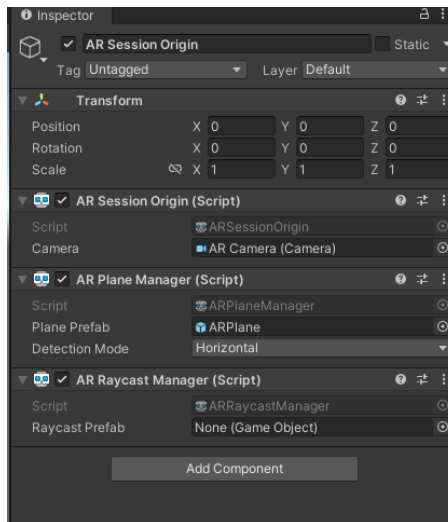 Inspector
AR Session Origin Static
Tag Untagged Layer Default
Transform
Position X 0 Y 0 Z 0
Rotation X 0 Y 0 Z 0
Scale X 1 Y 1 Z 1
AR Session Origin (Script)
Script ARSessionOrigin
Camera AR Camera (Camera)
AR Plane Manager (Script)
Script ARPlaneManager
Plane Prefab ARPlane
Detection Mode Horizontal
AR Raycast Manager (Script)
Script ARRaycastManager
Raycast Prefab None (Game Object)
Add Component